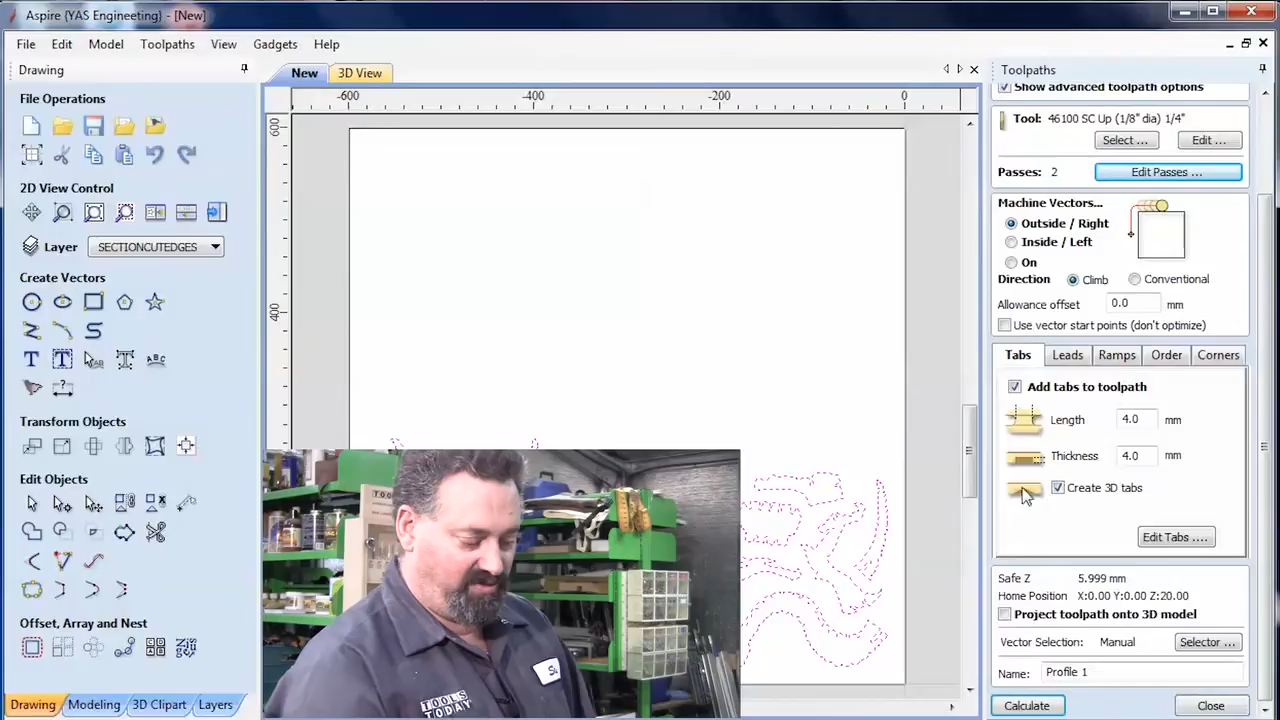 Aspire (YAS Engineering) - [New]
File Edit Model Toolpaths View Gadgets Help
Drawing
File Operations
2D View Control
Layer SECTIONCUTEDGES
Create Vectors
Transform Objects
Edit Objects
Offset, Array and Nest
Drawing Modeling 3D Clipart Layers
New 3D View
-600 -400 -200 0
600
400
TOOLS
TODAY
Toolpaths
Show advanced toolpath options
Tool: 46100 SC Up (1/8" dia) 1/4"
Select ... Edit ...
Passes: 2 Edit Passes ...
Machine Vectors...
Outside / Right
Inside / Left
On
Direction Climb Conventional
Allowance offset 0.0 mm
Use vector start points (don't optimize)
Tabs Leads Ramps Order Corners
Add tabs to toolpath
Length 4.0 mm
Thickness 4.0 mm
Create 3D tabs
Edit Tabs ....
Safe Z 5.999 mm
Home Position X:0.00 Y:0.00 Z:20.00
Project toolpath onto 3D model
Vector Selection: Manual Selector ...
Name: Profile 1
Calculate Close